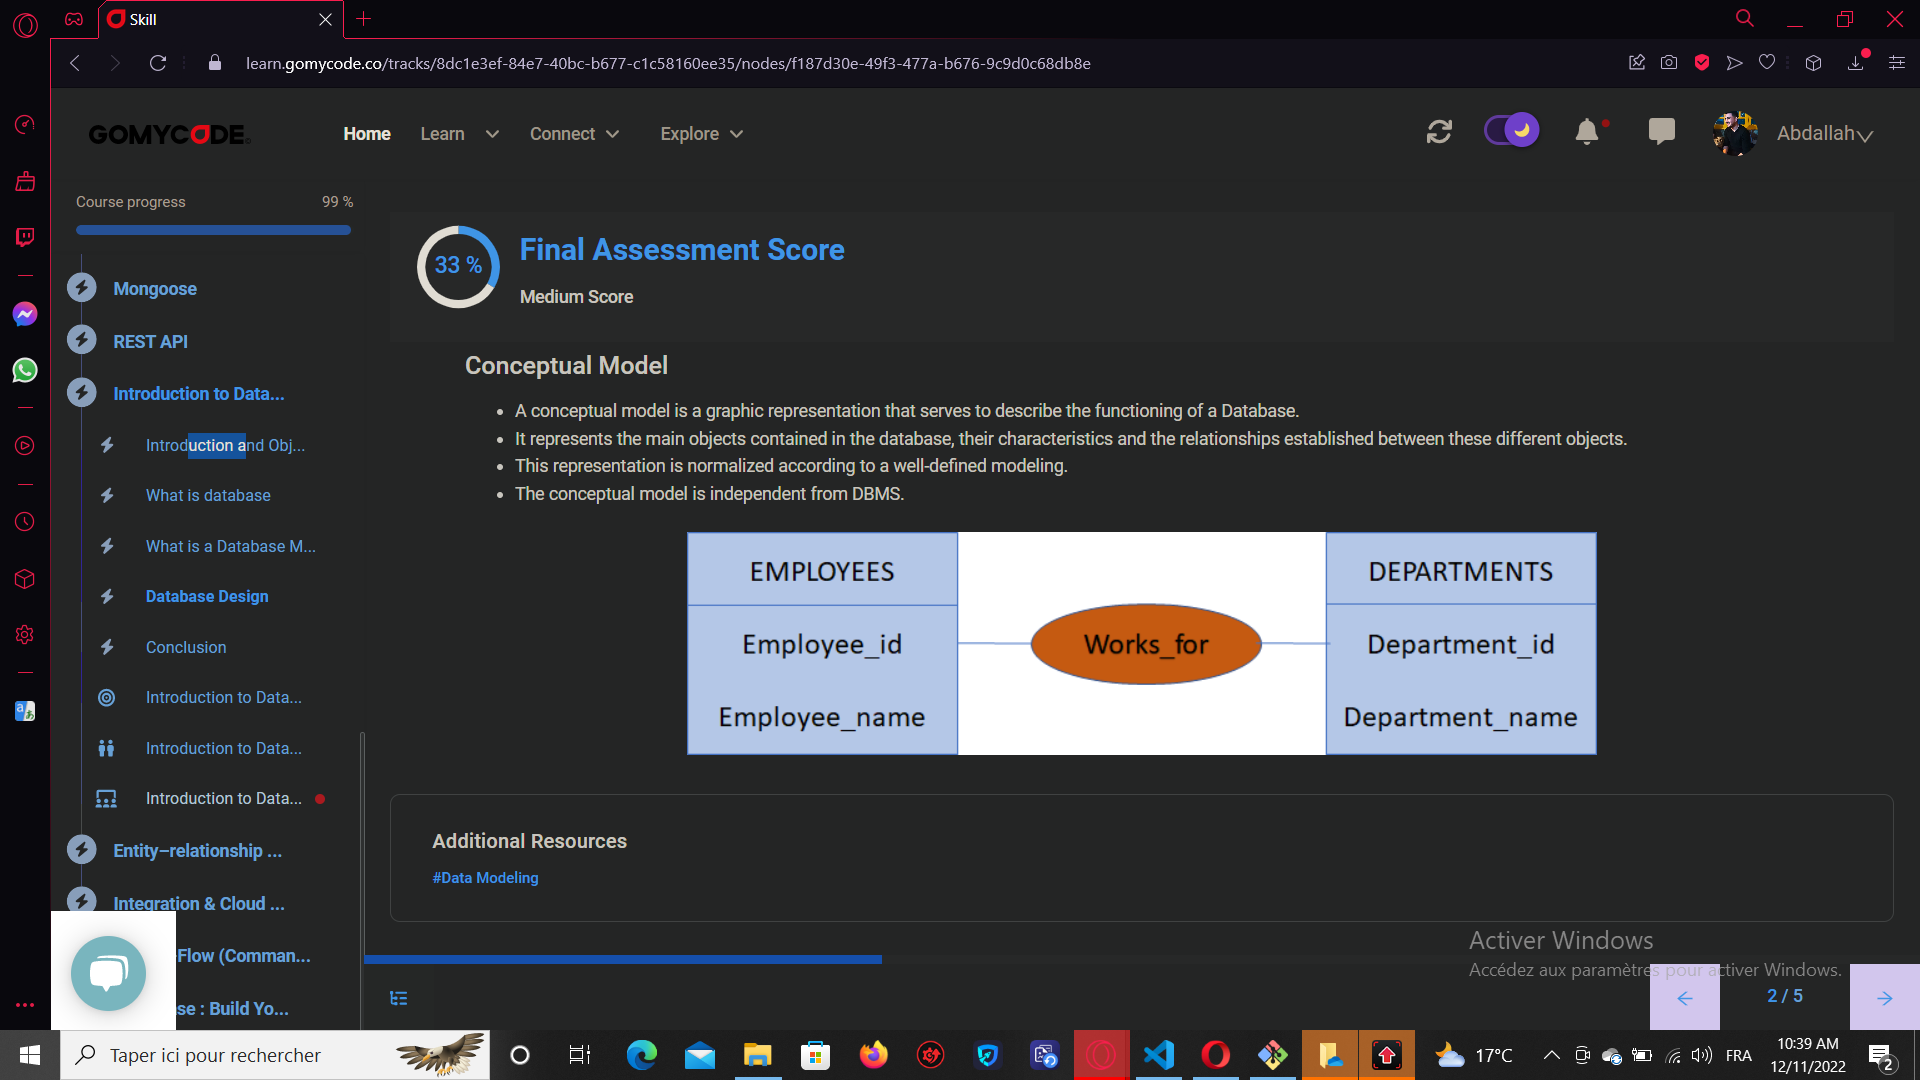 Skill
learn.gomycode.co/tracks/8dc1e3ef-84e7-40bc-b677-c1c58160ee35/nodes/f187d30e-49f3-477a-b676-9c9d0c68db8e
GOMYCODE
Home
Learn
Connect
Explore
Abdallah
Course progress
99 %
Mongoose
REST API
Introduction to Data...
Introduction and Obj...
What is database
What is a Database M...
Database Design
Conclusion
Introduction to Data...
Introduction to Data...
Introduction to Data...
Entity–relationship ...
Integration & Cloud ...
Flow (Comman...
se : Build Yo...
33 %
Final Assessment Score
Medium Score
Conceptual Model
• A conceptual model is a graphic representation that serves to describe the functioning of a Database.
• It represents the main objects contained in the database, their characteristics and the relationships established between these different objects.
• This representation is normalized according to a well-defined modeling.
• The conceptual model is independent from DBMS.
EMPLOYEES
Employee_id
Employee_name
Works_for
DEPARTMENTS
Department_id
Department_name
Additional Resources
#Data Modeling
Activer Windows
Accédez aux paramètres pour activer Windows.
2 / 5
Taper ici pour rechercher
17°C
FRA
10:39 AM
12/11/2022
2